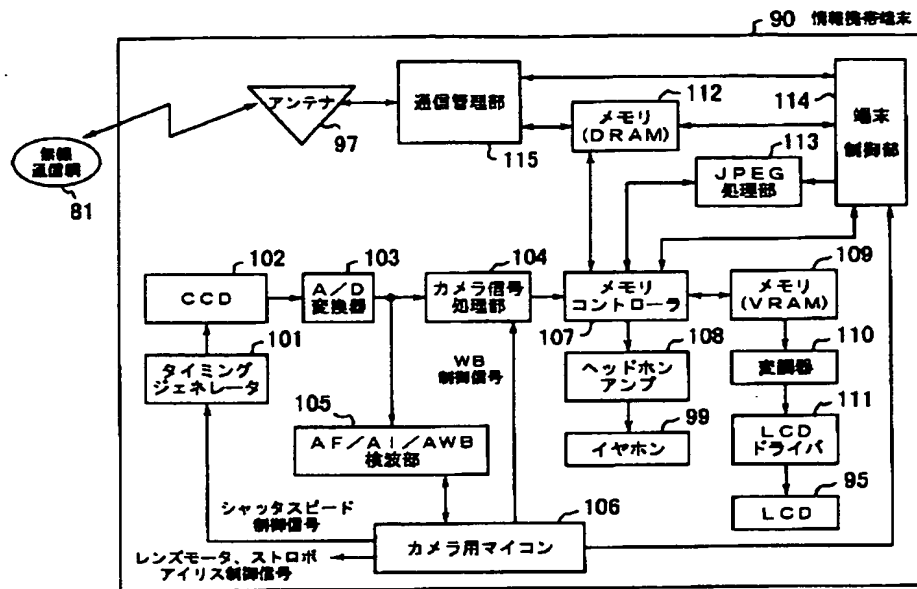 90 情報携帯端末
アンテナ
97
通信管理部
115
112
メモリ
(DRAM)
114
端末
制御部
113
JPEG
処理部
無線
通信網
81
102
CCD
103
A/D
変換器
104
カメラ信号
処理部
メモリ
コントローラ
107
109
メモリ
(VRAM)
101
タイミング
ジェネレータ
WB
制御信号
108
ヘッドホン
アンプ
110
変調器
105
AF/AI/AWB
検波部
99
イヤホン
111
LCD
ドライバ
シャッタスピード
制御信号
106
カメラ用マイコン
95
LCD
レンズモータ、ストロボ
アイリス制御信号